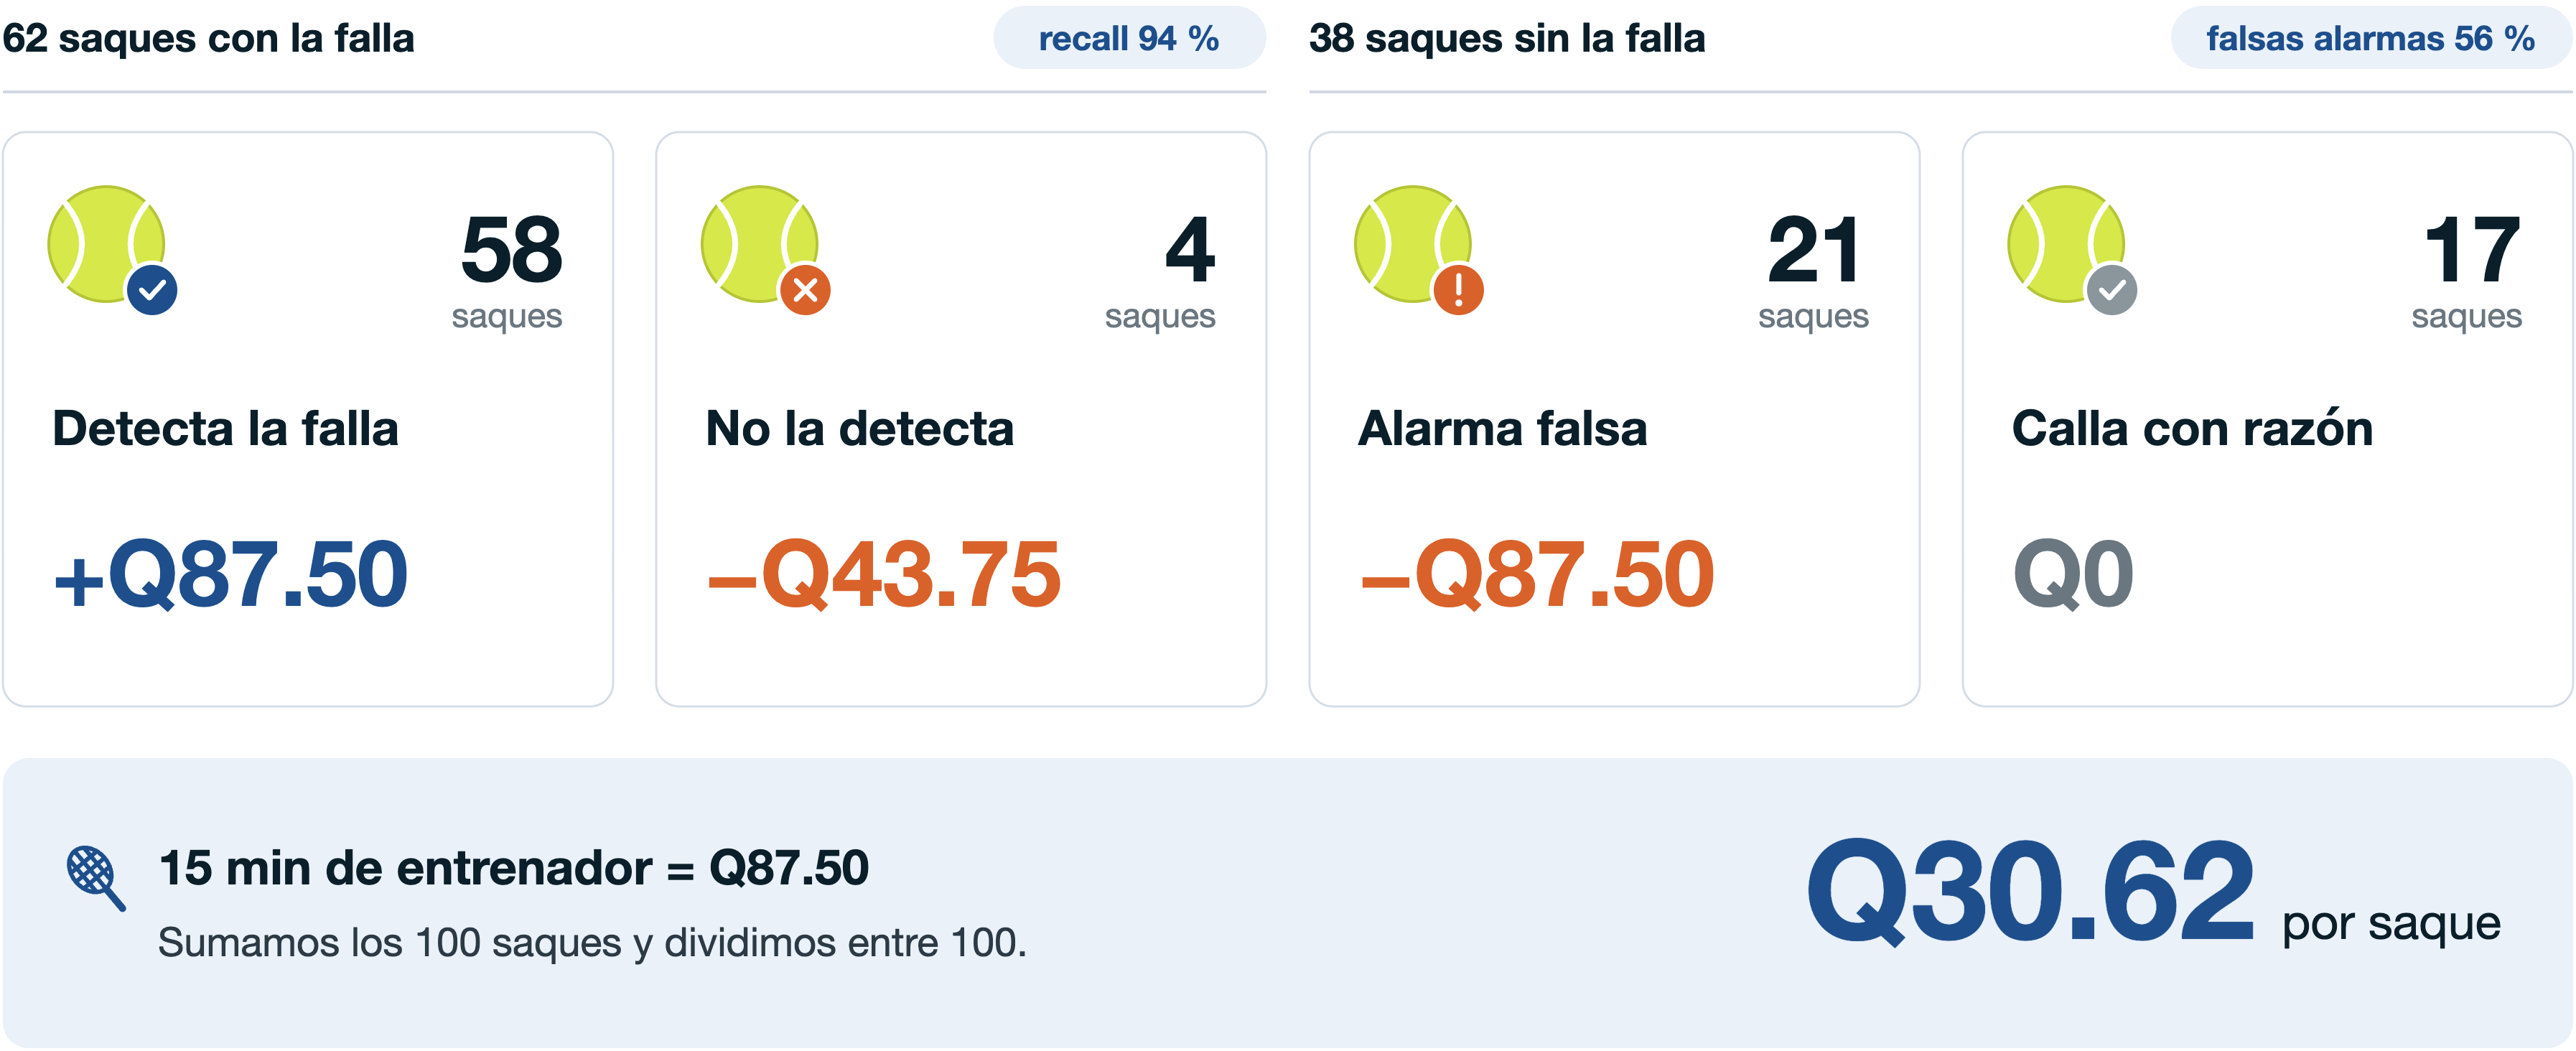 62 saques con la falla
recall 94 %
38 saques sin la falla
falsas alarmas 56 %
58
saques
Detecta la falla
+Q87.50
4
saques
No la detecta
−Q43.75
21
saques
Alarma falsa
−Q87.50
17
saques
Calla con razón
Q0
15 min de entrenador = Q87.50
Sumamos los 100 saques y dividimos entre 100.
Q30.62 por saque